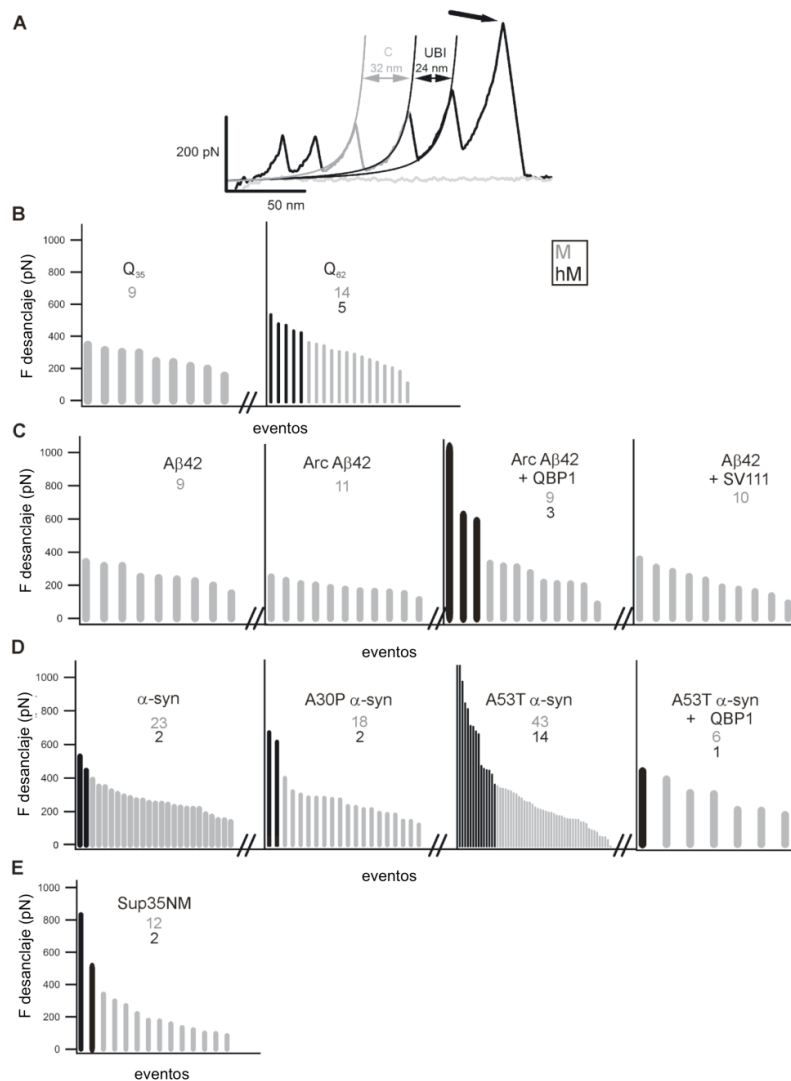 A
C
UBI
32 nm
24 nm
200 pN
50 nm
B
F desanclaje (pN)
1000
800
600
400
200
0
Q35
9
Q62
14
5
M
hM
eventos
C
F desanclaje (pN)
1000
800
600
400
200
0
Aβ42
9
Arc Aβ42
11
Arc Aβ42
+ QBP1
9
3
Aβ42
+ SV111
10
eventos
D
F desanclaje (pN)
1000
800
600
400
200
0
α-syn
23
2
A30P α-syn
18
2
A53T α-syn
43
14
A53T α-syn
+ QBP1
6
1
eventos
E
F desanclaje (pN)
1000
800
600
400
200
0
Sup35NM
12
2
eventos